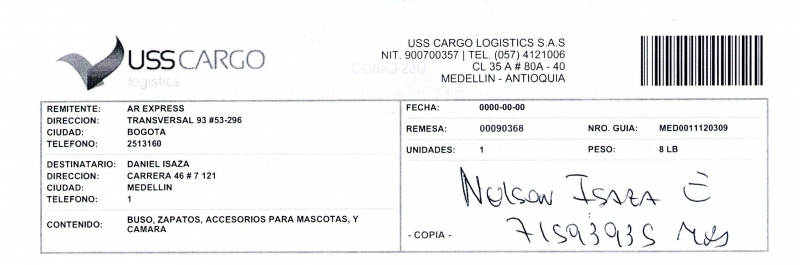 USS CARGO
logistics
USS CARGO LOGISTICS S.A.S
NIT. 900700357 | TEL. (057) 4121006
CL 35 A # 80A - 40
MEDELLIN - ANTIOQUIA
REMITENTE: AR EXPRESS
DIRECCION: TRANSVERSAL 93 #53-296
CIUDAD: BOGOTA
TELEFONO: 2513160
DESTINATARIO: DANIEL ISAZA
DIRECCION: CARRERA 46 # 7 121
CIUDAD: MEDELLIN
TELEFONO: 1
CONTENIDO: BUSO, ZAPATOS, ACCESORIOS PARA MASCOTAS, Y
CAMARA
FECHA: 0000-00-00
REMESA: 00090368 NRO. GUIA: MED0011120309
UNIDADES: 1 PESO: 8 LB
Nelson Isaza E
- COPIA - 71593935